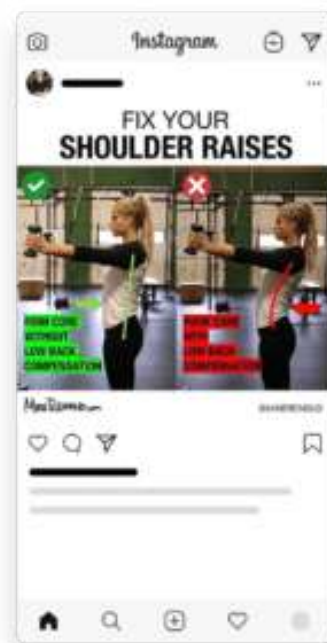 Instagram
FIX YOUR
SHOULDER RAISES
FIRM CORE
WITHOUT
LOW BACK
COMPENSATION
LOW BACK
COMPENSATION